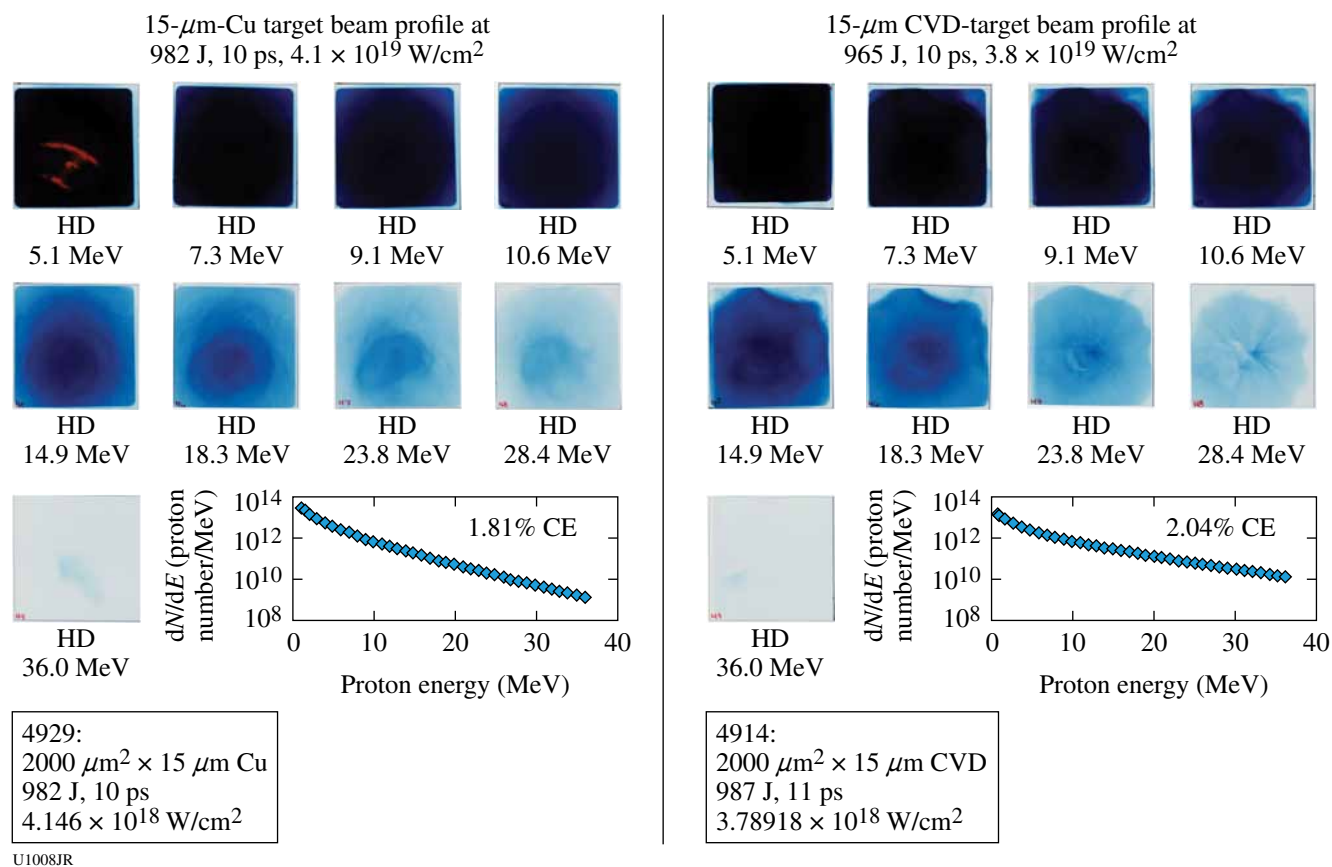 15-μm-Cu target beam profile at
982 J, 10 ps, 4.1 × 10¹⁹ W/cm²
HD
5.1 MeV
HD
7.3 MeV
HD
9.1 MeV
HD
10.6 MeV
HD
14.9 MeV
HD
18.3 MeV
HD
23.8 MeV
HD
28.4 MeV
HD
36.0 MeV
dN/dE (proton
number/MeV)
10¹⁴
10¹²
10¹⁰
10⁸
1.81% CE
0 10 20 30 40
Proton energy (MeV)
4929:
2000 μm² × 15 μm Cu
982 J, 10 ps
4.146 × 10¹⁸ W/cm²
15-μm CVD-target beam profile at
965 J, 10 ps, 3.8 × 10¹⁹ W/cm²
HD
5.1 MeV
HD
7.3 MeV
HD
9.1 MeV
HD
10.6 MeV
HD
14.9 MeV
HD
18.3 MeV
HD
23.8 MeV
HD
28.4 MeV
HD
36.0 MeV
dN/dE (proton
number/MeV)
10¹⁴
10¹²
10¹⁰
10⁸
2.04% CE
0 10 20 30 40
Proton energy (MeV)
4914:
2000 μm² × 15 μm CVD
987 J, 11 ps
3.78918 × 10¹⁸ W/cm²
U1008JR